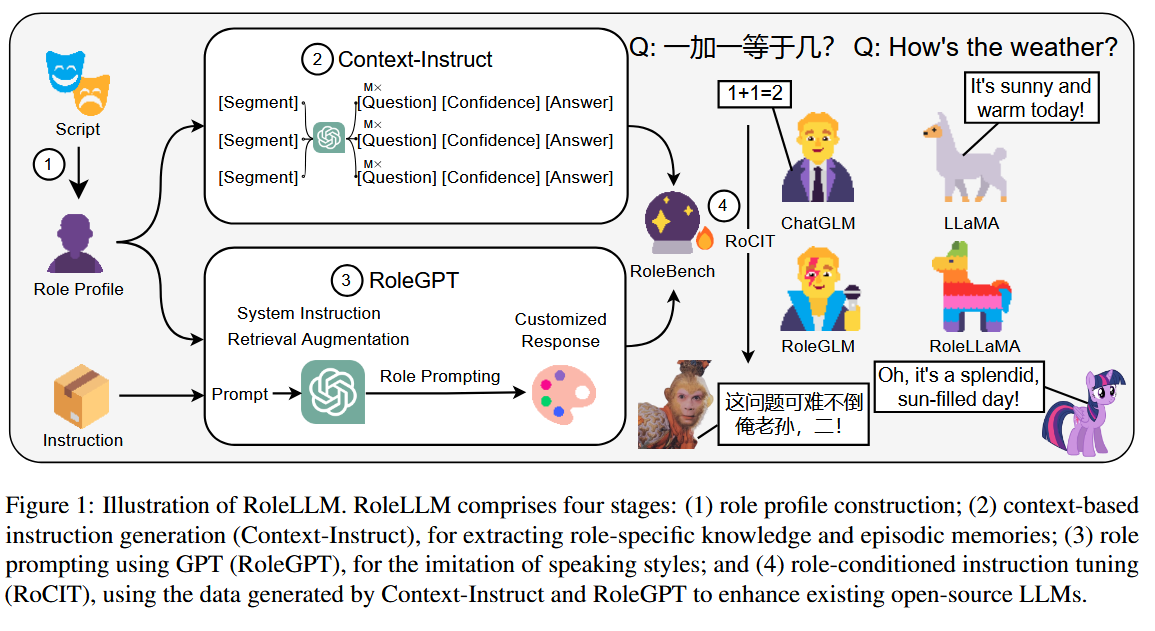 Script
1
Role Profile
Instruction
2 Context-Instruct
M×
[Segment] [Question] [Confidence] [Answer]
M×
[Segment] [Question] [Confidence] [Answer]
M×
[Segment] [Question] [Confidence] [Answer]
3 RoleGPT
System Instruction
Retrieval Augmentation
Customized
Response
Prompt
Role Prompting
RoleBench
4
RoCIT
Q: 一加一等于几? Q: How's the weather?
1+1=2
It's sunny and
warm today!
ChatGLM
LLaMA
RoleGLM
RoleLLaMA
这问题可难不倒
俺老孙，二！
Oh, it's a splendid,
sun-filled day!
Figure 1: Illustration of RoleLLM. RoleLLM comprises four stages: (1) role profile construction; (2) context-based
instruction generation (Context-Instruct), for extracting role-specific knowledge and episodic memories; (3) role
prompting using GPT (RoleGPT), for the imitation of speaking styles; and (4) role-conditioned instruction tuning
(RoCIT), using the data generated by Context-Instruct and RoleGPT to enhance existing open-source LLMs.